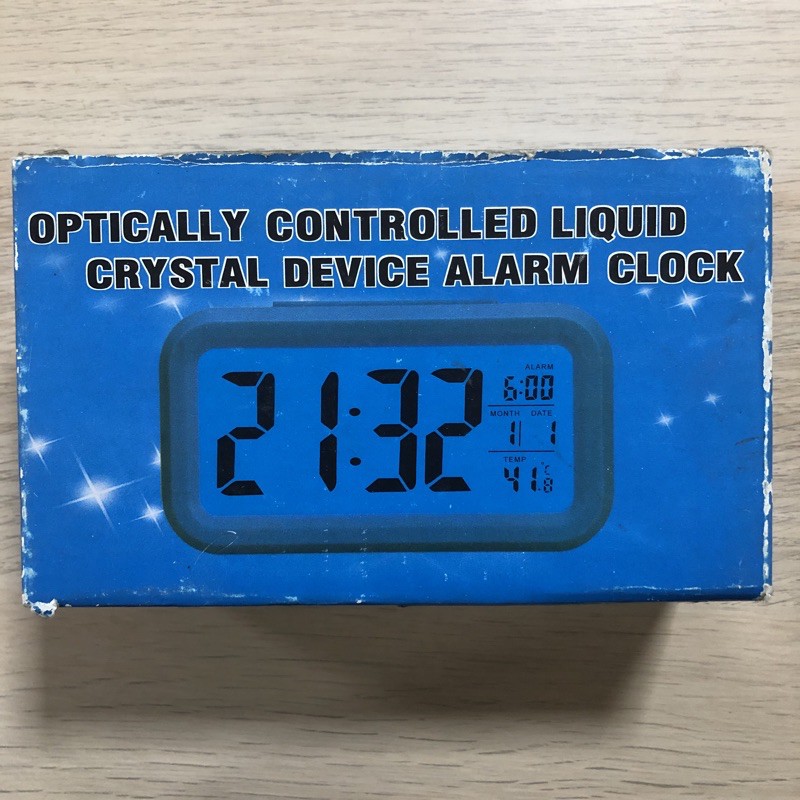 OPTICALLY CONTROLLED LIQUID
CRYSTAL DEVICE ALARM CLOCK
21:32
ALARM
6:00
MONTH DATE
1 1
TEMP
41.8 °C